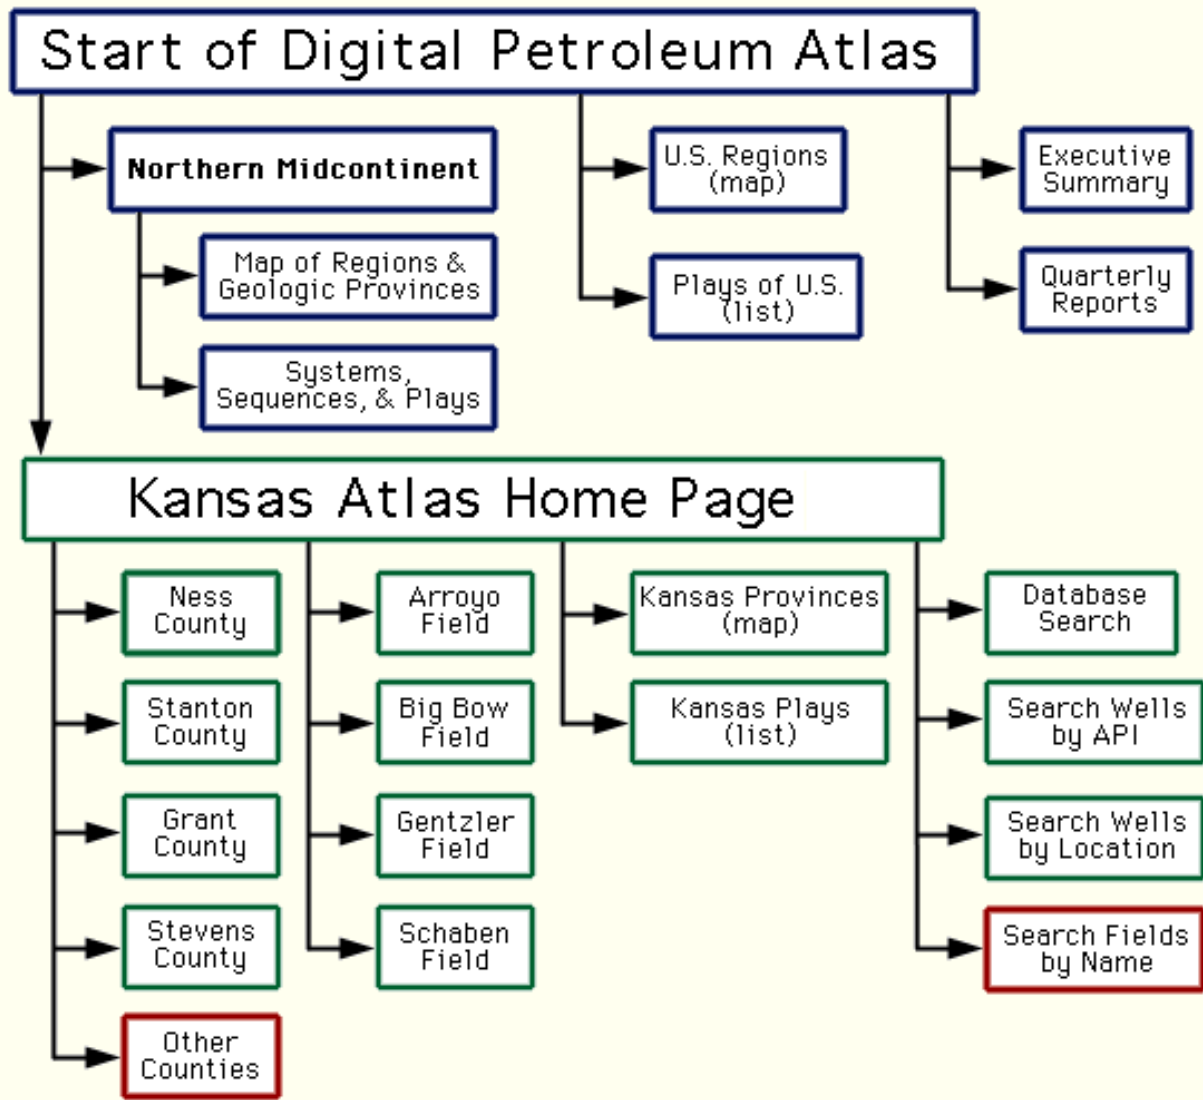 Start of Digital Petroleum Atlas
Northern Midcontinent
Map of Regions &
Geologic Provinces
Systems,
Sequences, & Plays
U.S. Regions
(map)
Plays of U.S.
(list)
Executive
Summary
Quarterly
Reports
Kansas Atlas Home Page
Ness
County
Stanton
County
Grant
County
Stevens
County
Other
Counties
Arroyo
Field
Big Bow
Field
Gentzler
Field
Schaben
Field
Kansas Provinces
(map)
Kansas Plays
(list)
Database
Search
Search Wells
by API
Search Wells
by Location
Search Fields
by Name